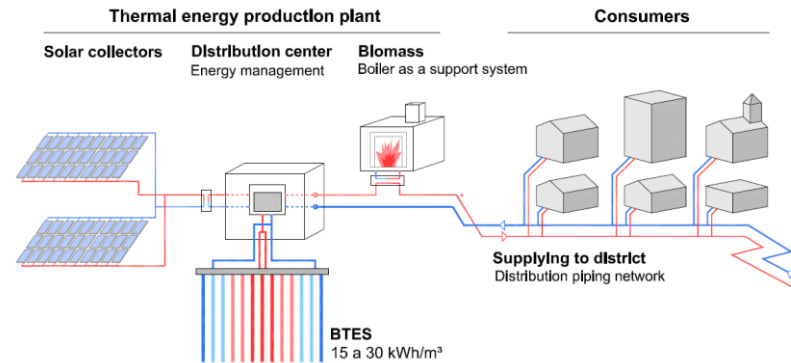 Thermal energy production plant
Consumers
Solar collectors
Distribution center
Energy management
Biomass
Boiler as a support system
Supplying to district
Distribution piping network
BTES
15 a 30 kWh/m³